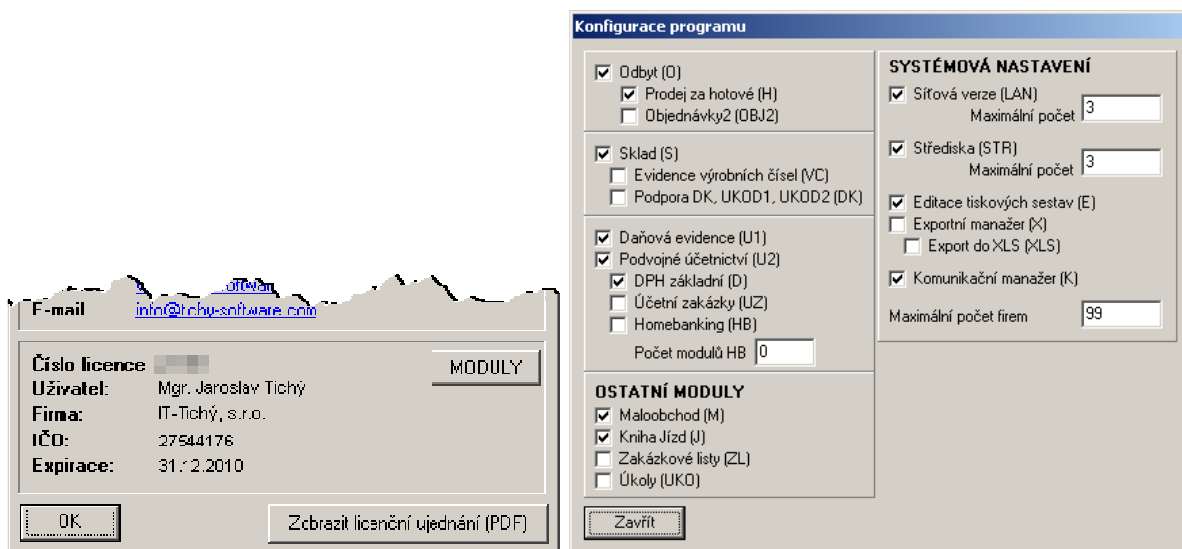 E-mail info@tichy-software.com
Číslo licence
MODULY
Uživatel: Mgr. Jaroslav Tichý
Firma: IT-Tichý, s.r.o.
IČO: 27544176
Expirace: 31.12.2010
OK
Zobrazit licenční ujednání (PDF)
Konfigurace programu
Odbyt (O)
Prodej za hotové (H)
Objednávky2 (OBJ2)
Sklad (S)
Evidence výrobních čísel (VC)
Podpora DK, UKOD1, UKOD2 (DK)
Daňová evidence (U1)
Podvojné účetnictví (U2)
DPH základní (D)
Účetní zakázky (UZ)
Homebanking (HB)
Počet modulů HB 0
OSTATNÍ MODULY
Maloobchod (M)
Kniha Jízd (J)
Zakázkové listy (ZL)
Úkoly (UKO)
Zavřít
SYSTÉMOVÁ NASTAVENÍ
Síťová verze (LAN)
Maximální počet 3
Střediska (STR)
Maximální počet 3
Editace tiskových sestav (E)
Exportní manažer (X)
Export do XLS (XLS)
Komunikační manažer (K)
Maximální počet firem 99